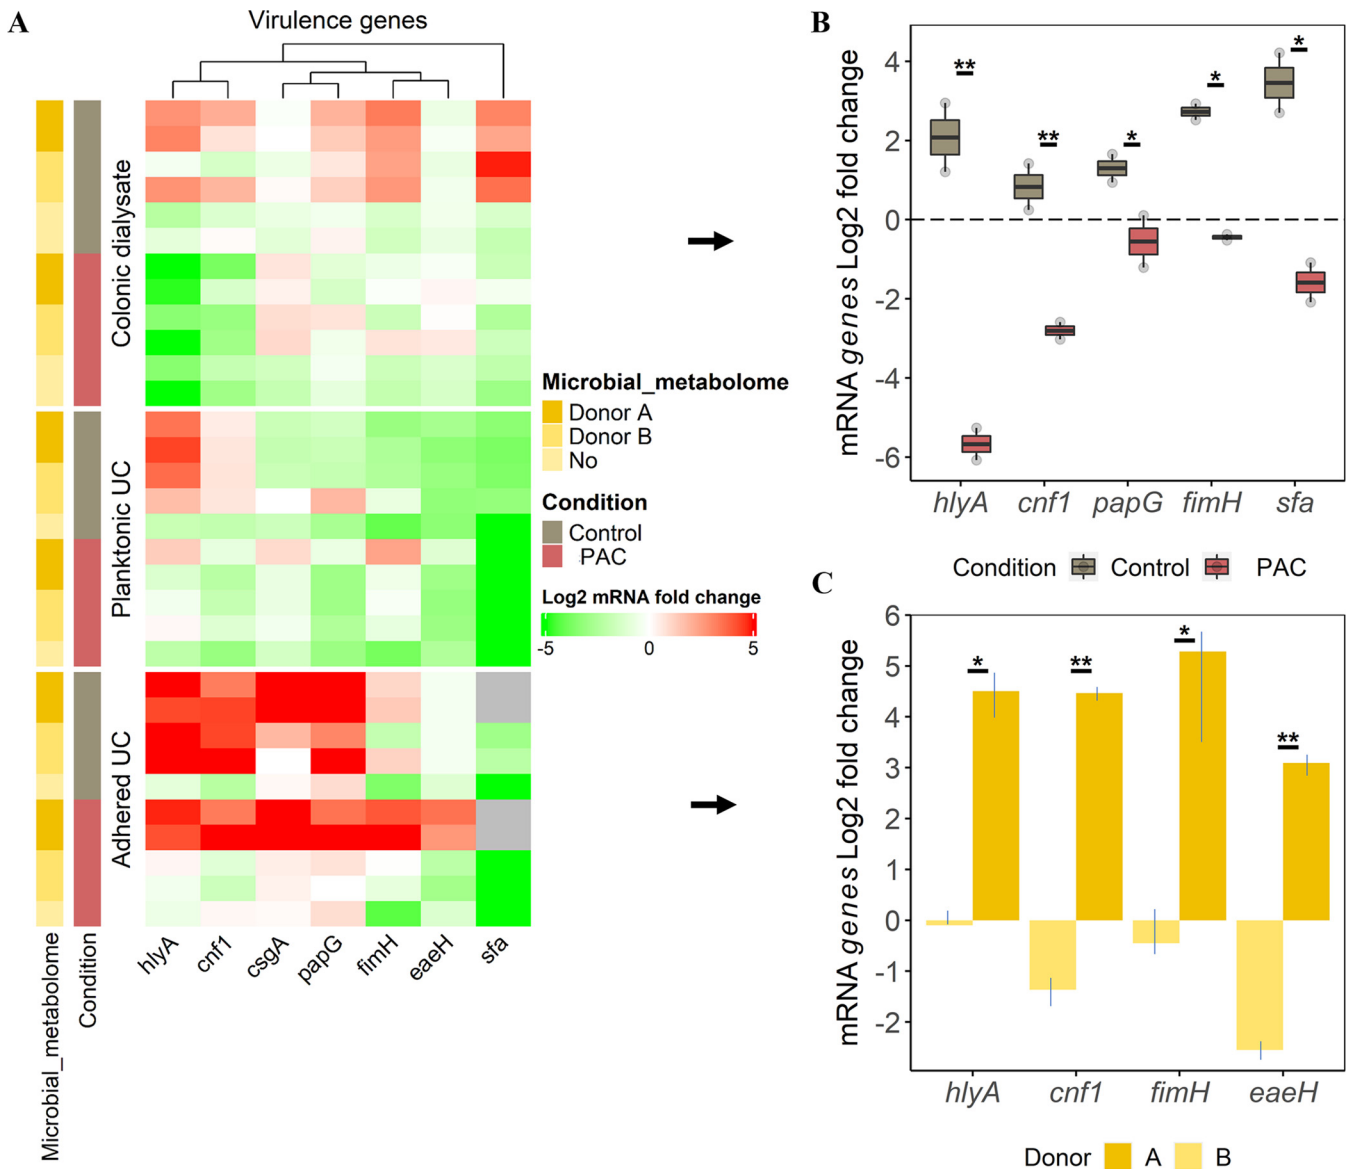 A
Virulence genes
Colonic dialysate
Planktonic UC
Adhered UC
hlyA
cnf1
csgA
papG
fimH
eaeH
sfa
Microbial_metabolome
Condition
Microbial_metabolome
Donor A
Donor B
No
Condition
Control
PAC
Log2 mRNA fold change
-5
0
5
B
mRNA genes Log2 fold change
4
2
0
-2
-4
-6
**
**
*
*
*
hlyA
cnf1
papG
fimH
sfa
Condition Control PAC
C
mRNA genes Log2 fold change
6
5
4
3
2
1
0
-1
-2
*
**
*
**
hlyA
cnf1
fimH
eaeH
Donor A B